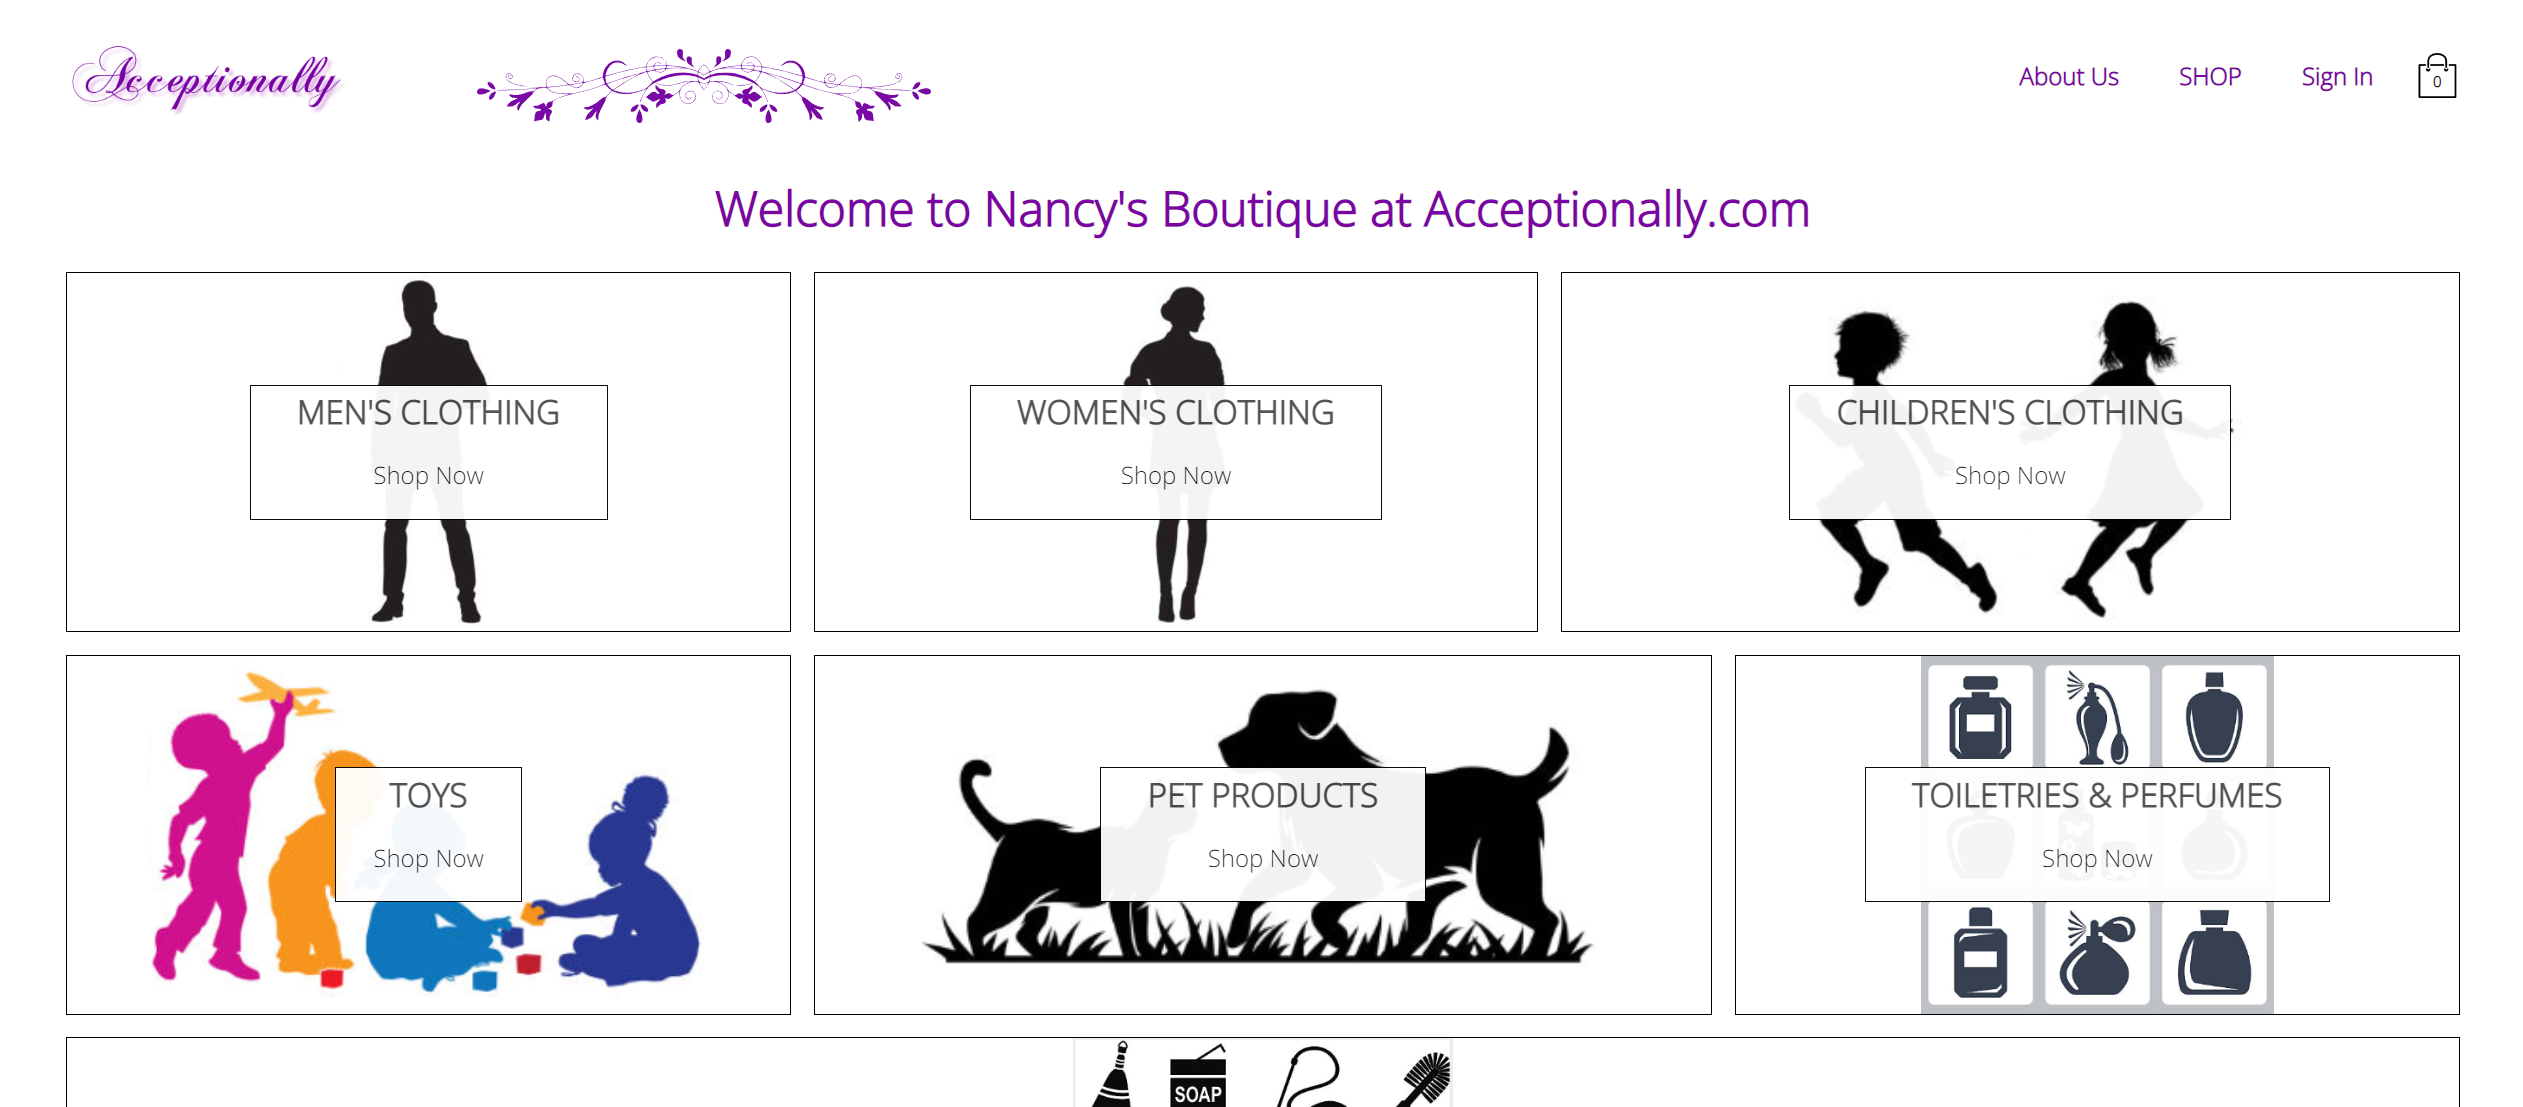 Acceptionally
About Us
SHOP
Sign In
0
Welcome to Nancy's Boutique at Acceptionally.com
MEN'S CLOTHING
Shop Now
WOMEN'S CLOTHING
Shop Now
CHILDREN'S CLOTHING
Shop Now
TOYS
Shop Now
PET PRODUCTS
Shop Now
TOILETRIES & PERFUMES
Shop Now
SOAP